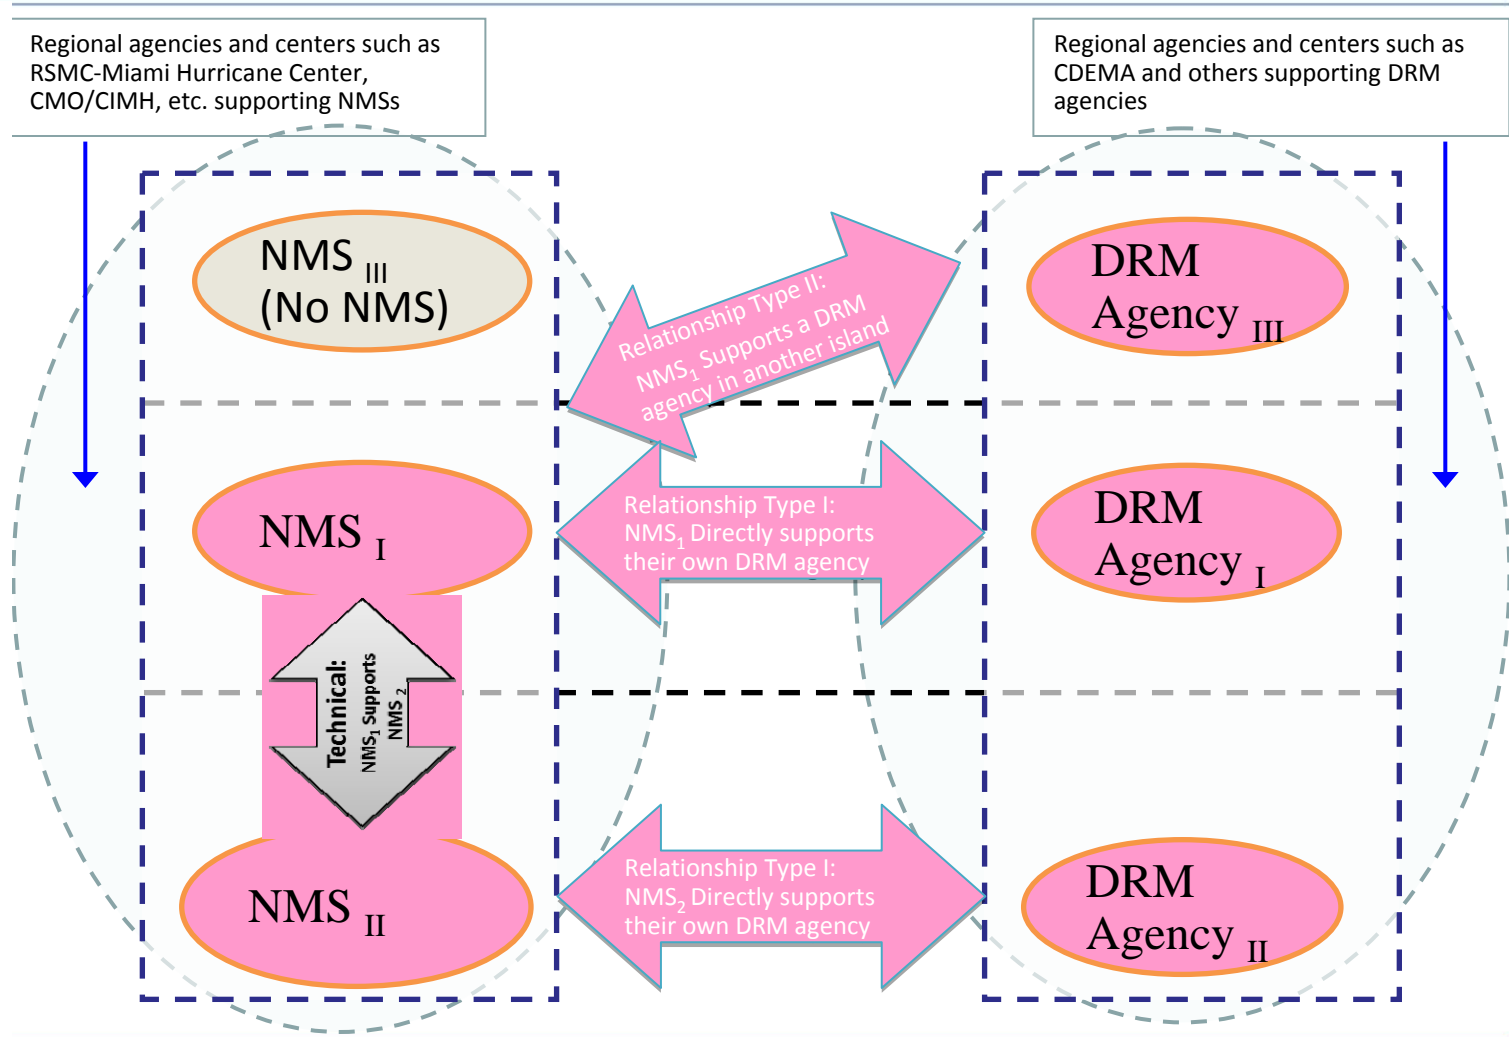 Regional agencies and centers such as
RSMC-Miami Hurricane Center,
CMO/CIMH, etc. supporting NMSs
Regional agencies and centers such as
CDEMA and others supporting DRM
agencies
NMS III
(No NMS)
Relationship Type II:
NMS1 Supports a DRM
agency in another island
DRM
Agency III
NMS I
Relationship Type I:
NMS1 Directly supports
their own DRM agency
DRM
Agency I
Technical:
NMS1 Supports
NMS 2
NMS II
Relationship Type I:
NMS2 Directly supports
their own DRM agency
DRM
Agency II